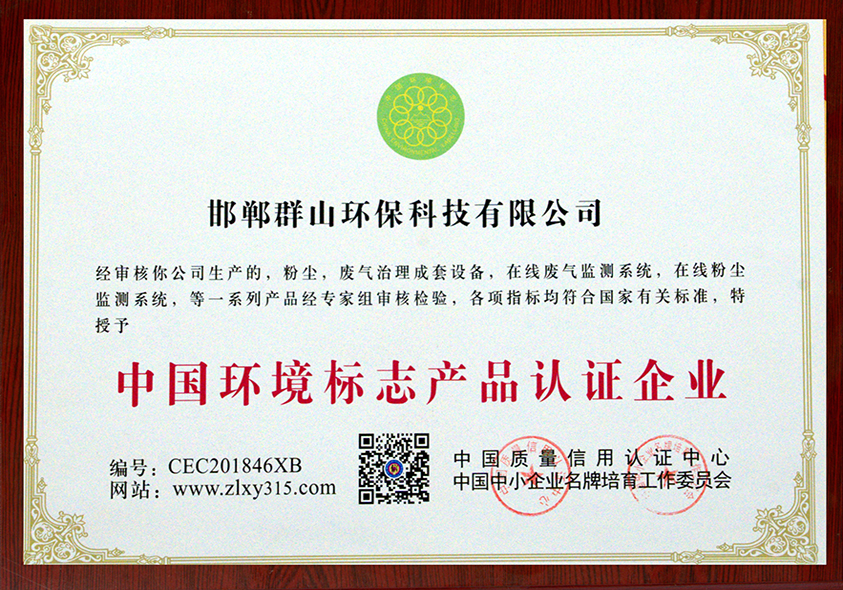 邯郸群山环保科技有限公司
经审核你公司生产的，粉尘，废气治理成套设备，在线废气监测系统，在线粉尘
监测系统，等一系列产品经专家组审核检验，各项指标均符合国家有关标准，特
授予
中国环境标志产品认证企业
编号：CEC201846XB
网站：www.zlxy315.com
中国质量信用认证中心
中国中小企业名牌培育工作委员会